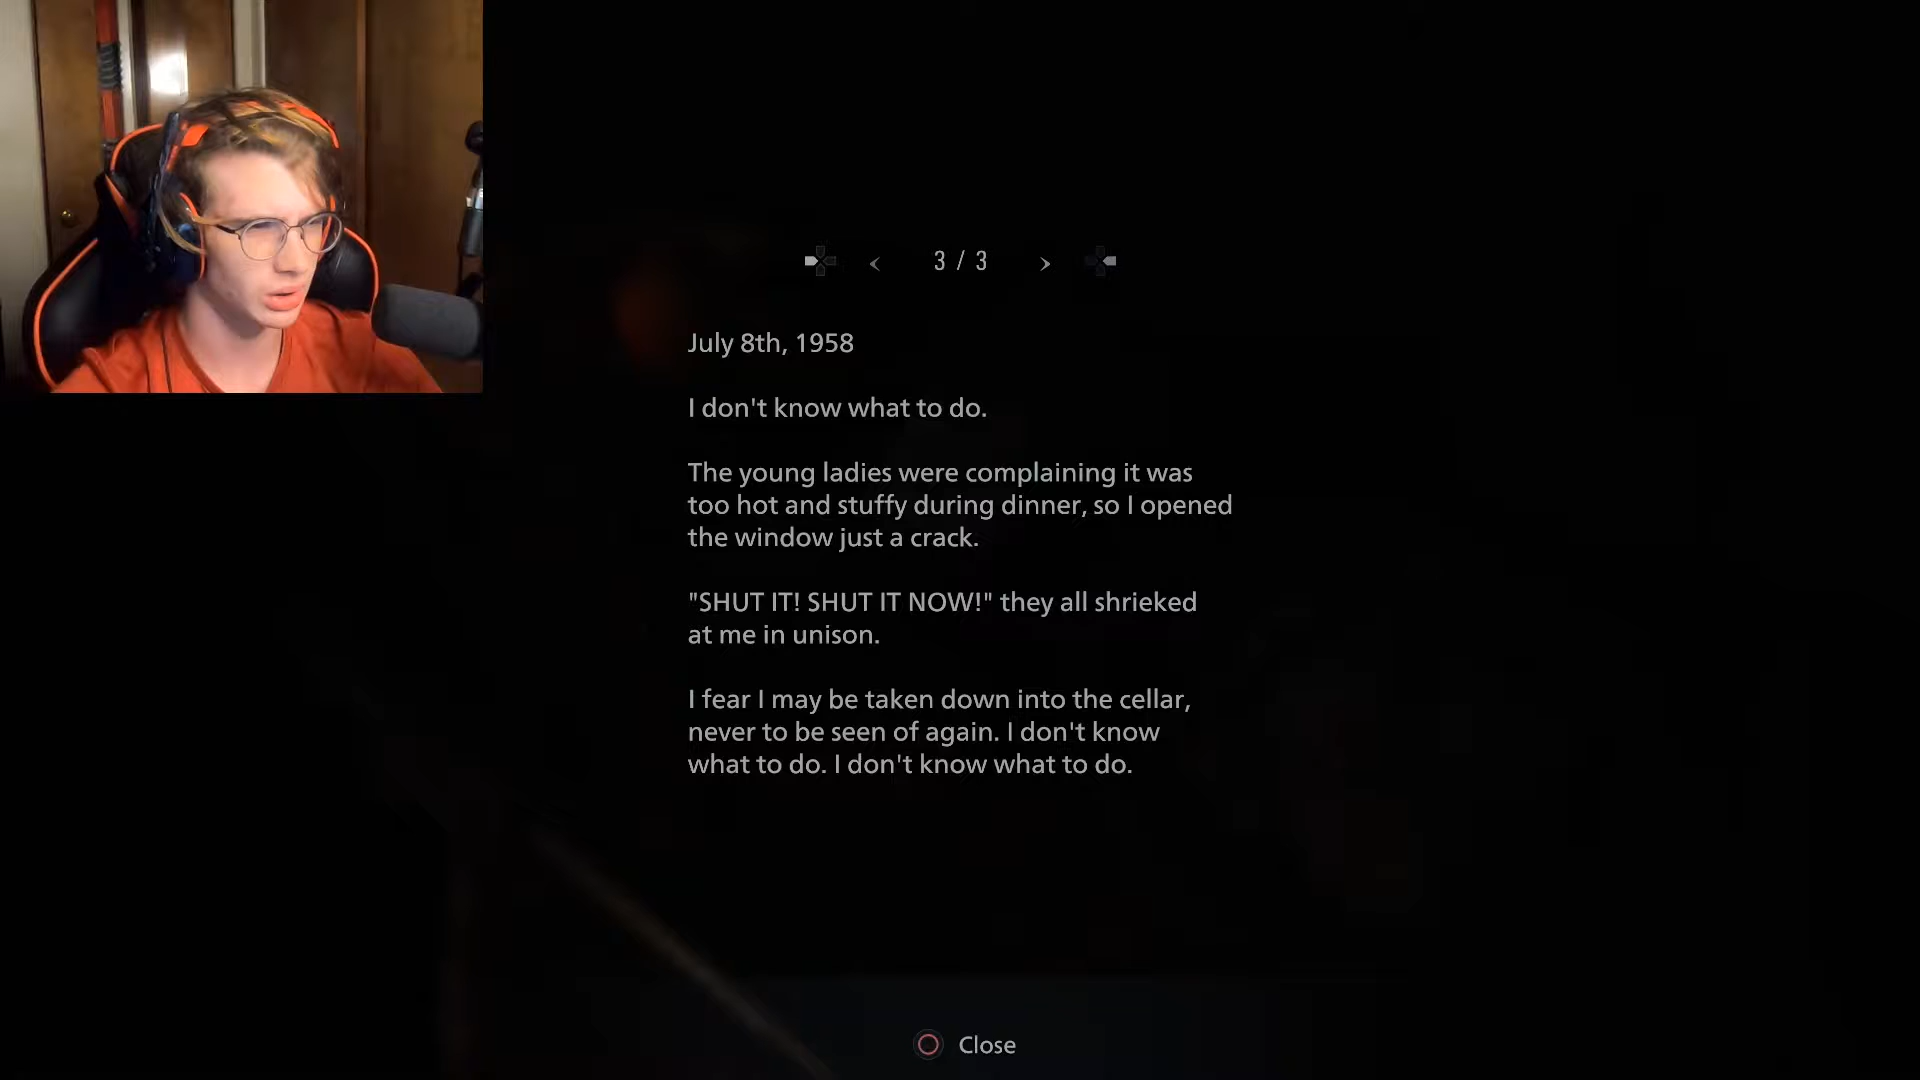 < 3 / 3 >
July 8th, 1958
I don't know what to do.
The young ladies were complaining it was
too hot and stuffy during dinner, so I opened
the window just a crack.
"SHUT IT! SHUT IT NOW!" they all shrieked
at me in unison.
I fear I may be taken down into the cellar,
never to be seen of again. I don't know
what to do. I don't know what to do.
Close